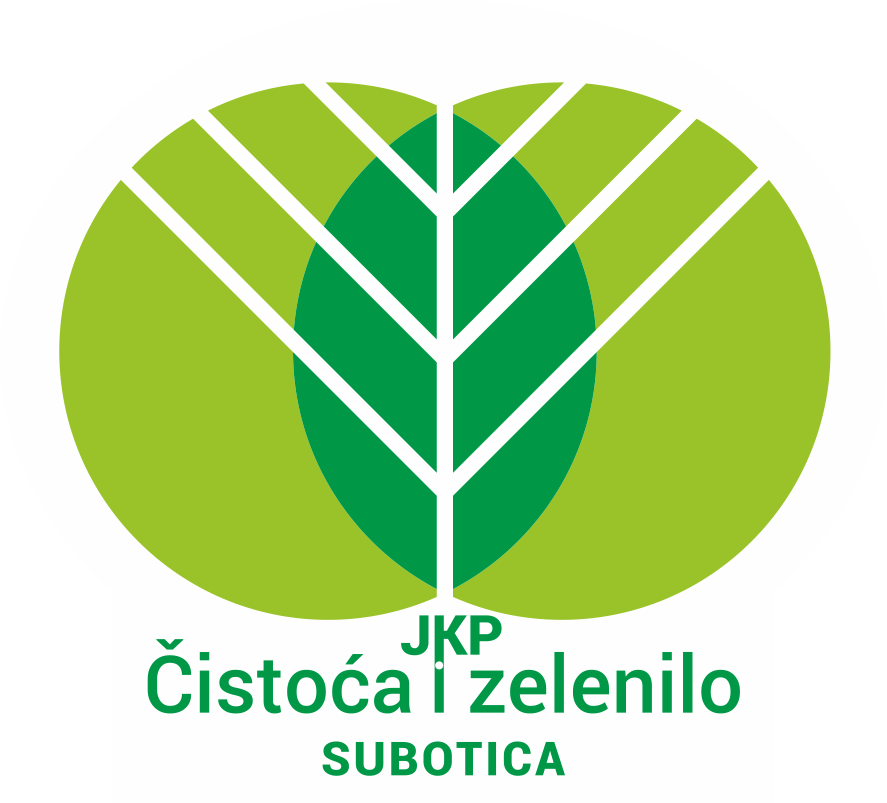 JKP
Čistoća i zelenilo
SUBOTICA